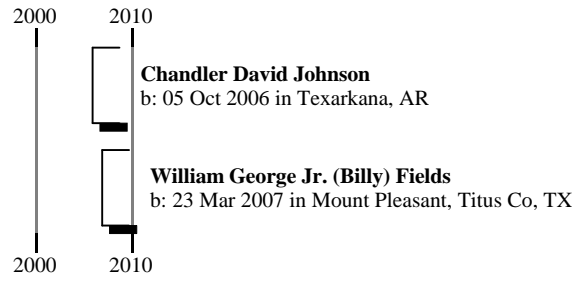 2000 2010
Chandler David Johnson
b: 05 Oct 2006 in Texarkana, AR
William George Jr. (Billy) Fields
b: 23 Mar 2007 in Mount Pleasant, Titus Co, TX
2000 2010